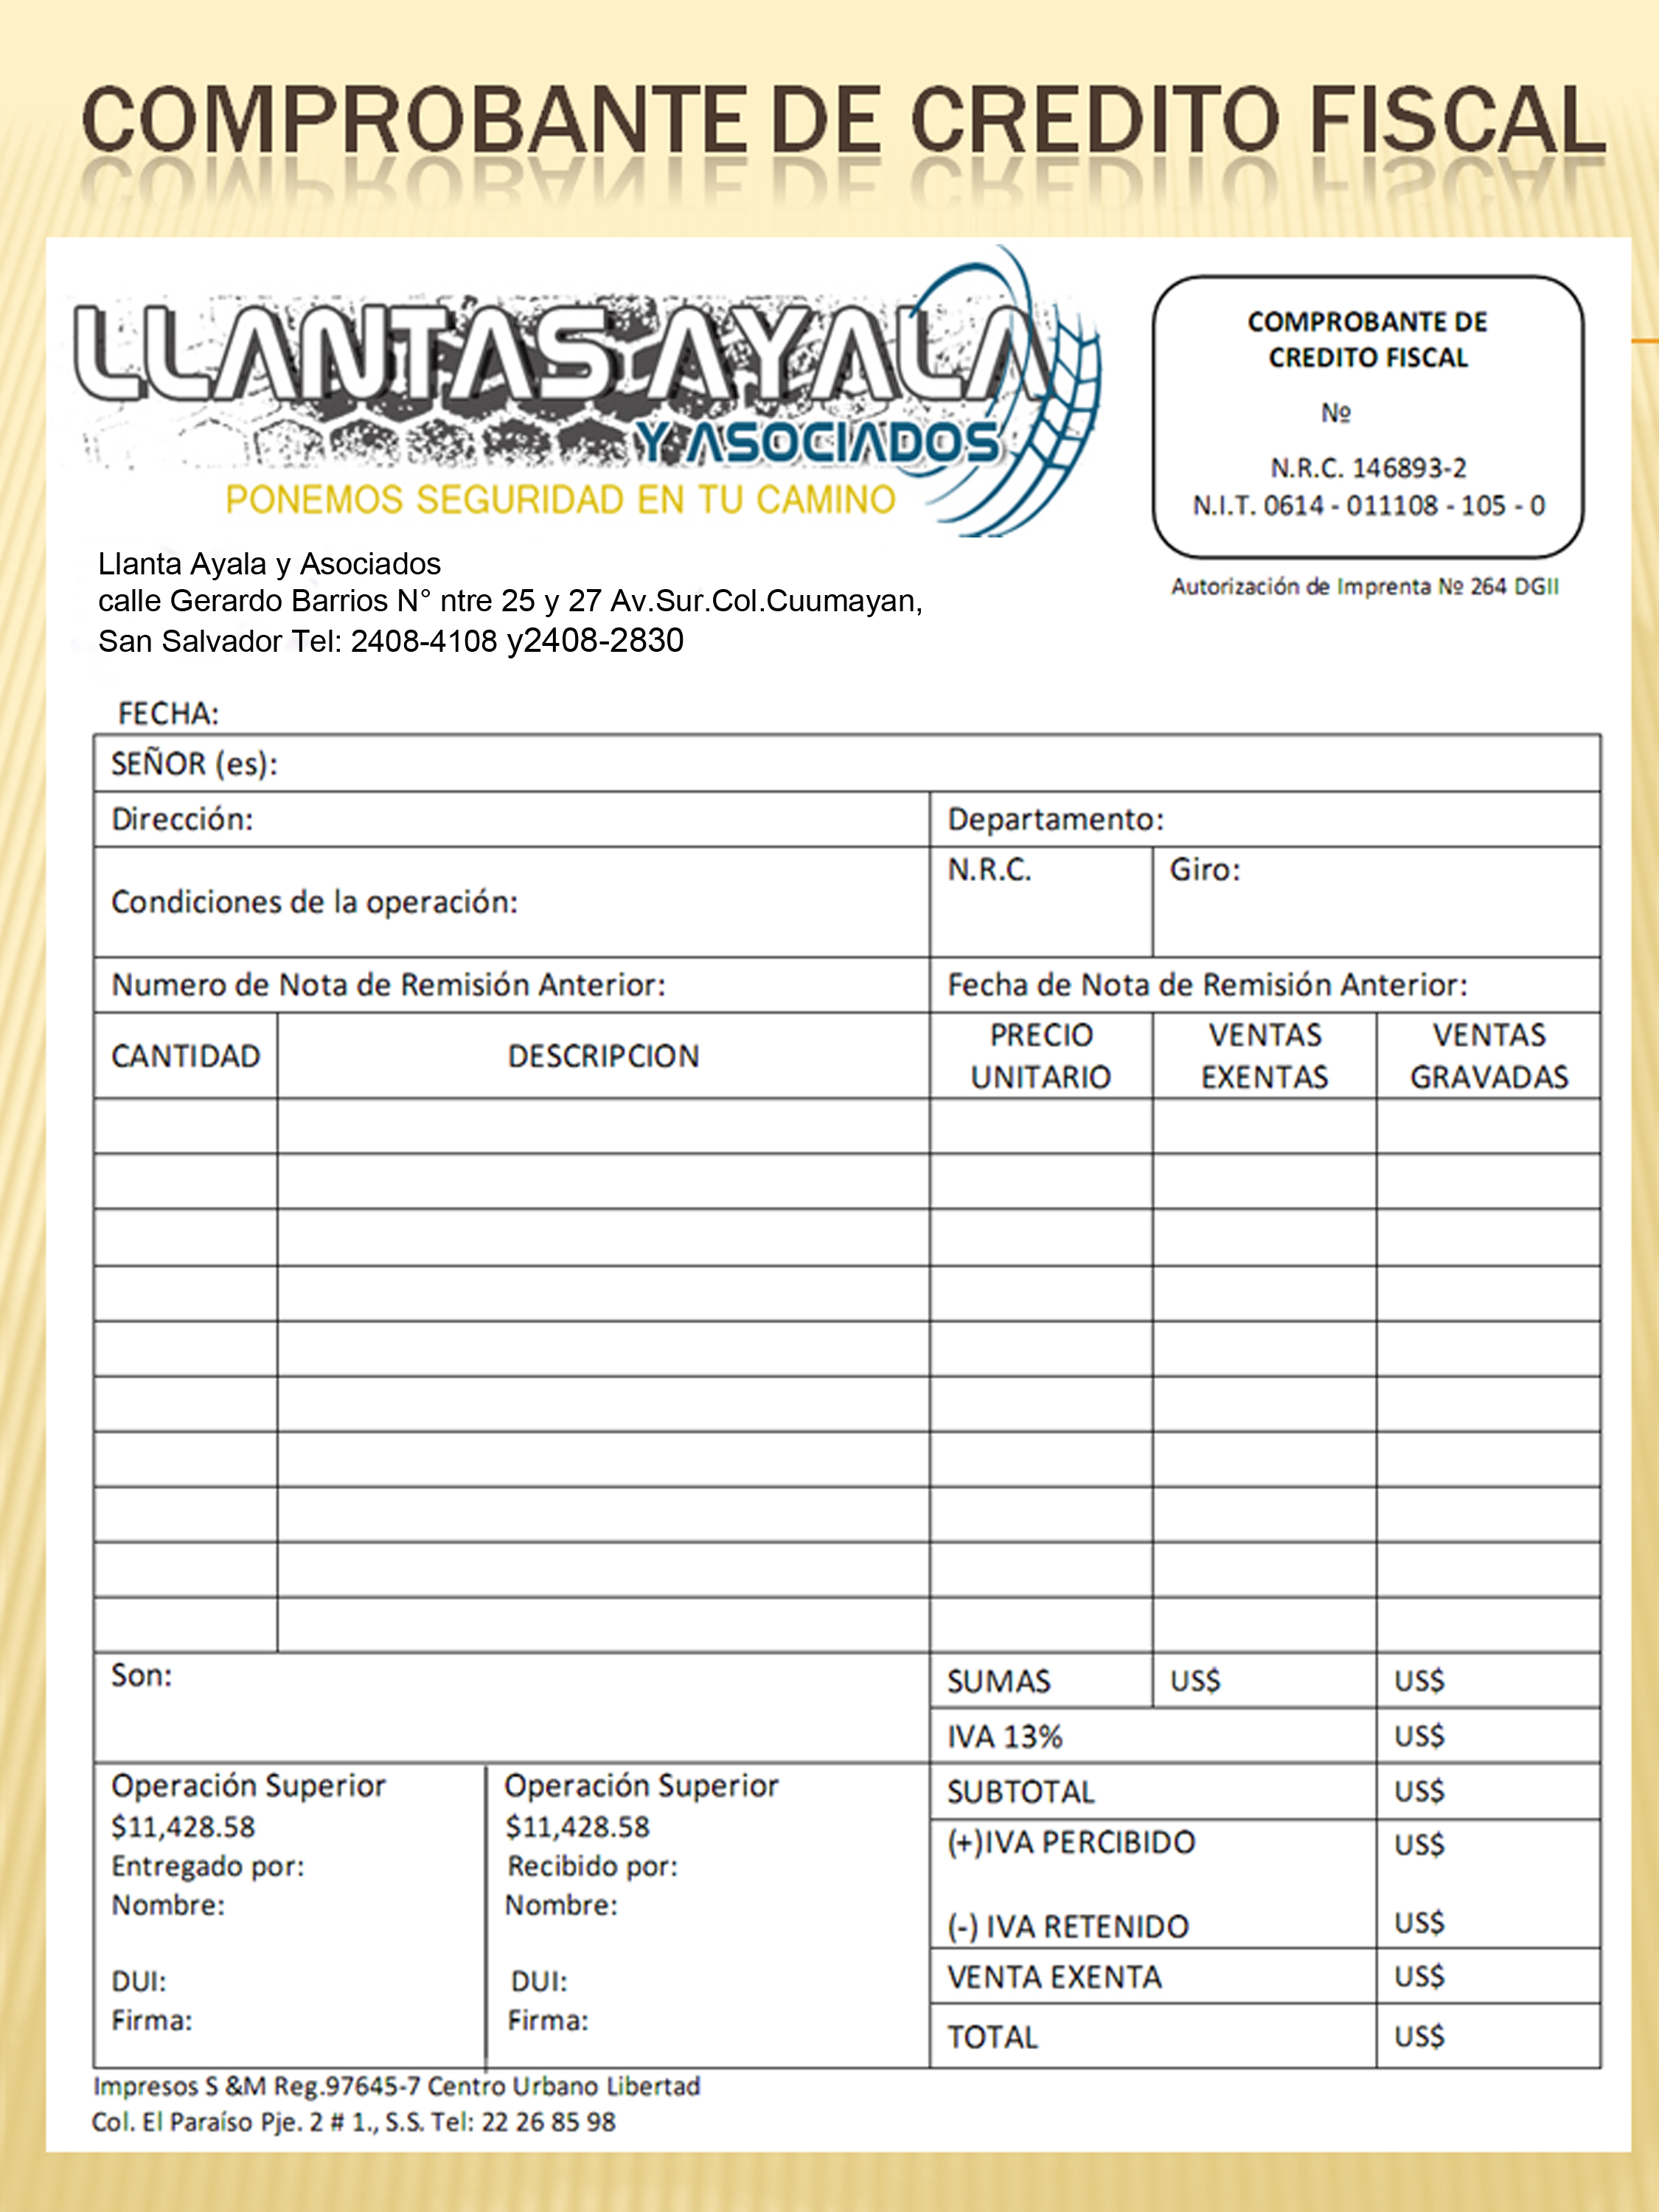 COMPROBANTE DE CREDITO FISCAL
LLANTAS AYALA
Y ASOCIADOS
PONEMOS SEGURIDAD EN TU CAMINO
COMPROBANTE DE
CREDITO FISCAL
Nº
N.R.C. 146893-2
N.I.T. 0614 - 011108 - 105 - 0
Autorización de Imprenta Nº 264 DGII
Llanta Ayala y Asociados
calle Gerardo Barrios N° ntre 25 y 27 Av.Sur.Col.Cuumayan,
San Salvador Tel: 2408-4108 y2408-2830
FECHA:
SEÑOR (es):
Dirección: Departamento:
Condiciones de la operación: N.R.C. Giro:
Numero de Nota de Remisión Anterior: Fecha de Nota de Remisión Anterior:
CANTIDAD DESCRIPCION PRECIO UNITARIO VENTAS EXENTAS VENTAS GRAVADAS
Son: SUMAS US$ US$
IVA 13% US$
SUBTOTAL US$
(+)IVA PERCIBIDO US$
(-) IVA RETENIDO US$
VENTA EXENTA US$
TOTAL US$
Operación Superior
$11,428.58
Entregado por:
Nombre:
DUI:
Firma:
Operación Superior
$11,428.58
Recibido por:
Nombre:
DUI:
Firma:
Impresos S &M Reg.97645-7 Centro Urbano Libertad
Col. El Paraíso Pje. 2 # 1., S.S. Tel: 22 26 85 98